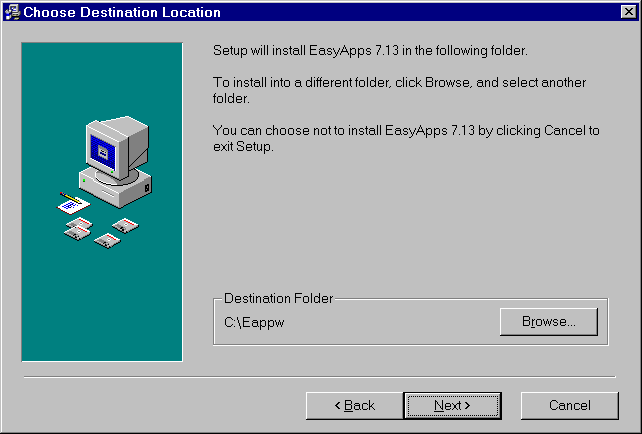 Choose Destination Location
Setup will install EasyApps 7.13 in the following folder.
To install into a different folder, click Browse, and select another
folder.
You can choose not to install EasyApps 7.13 by clicking Cancel to
exit Setup.
Destination Folder
C:\Eappw
Browse...
< Back
Next >
Cancel